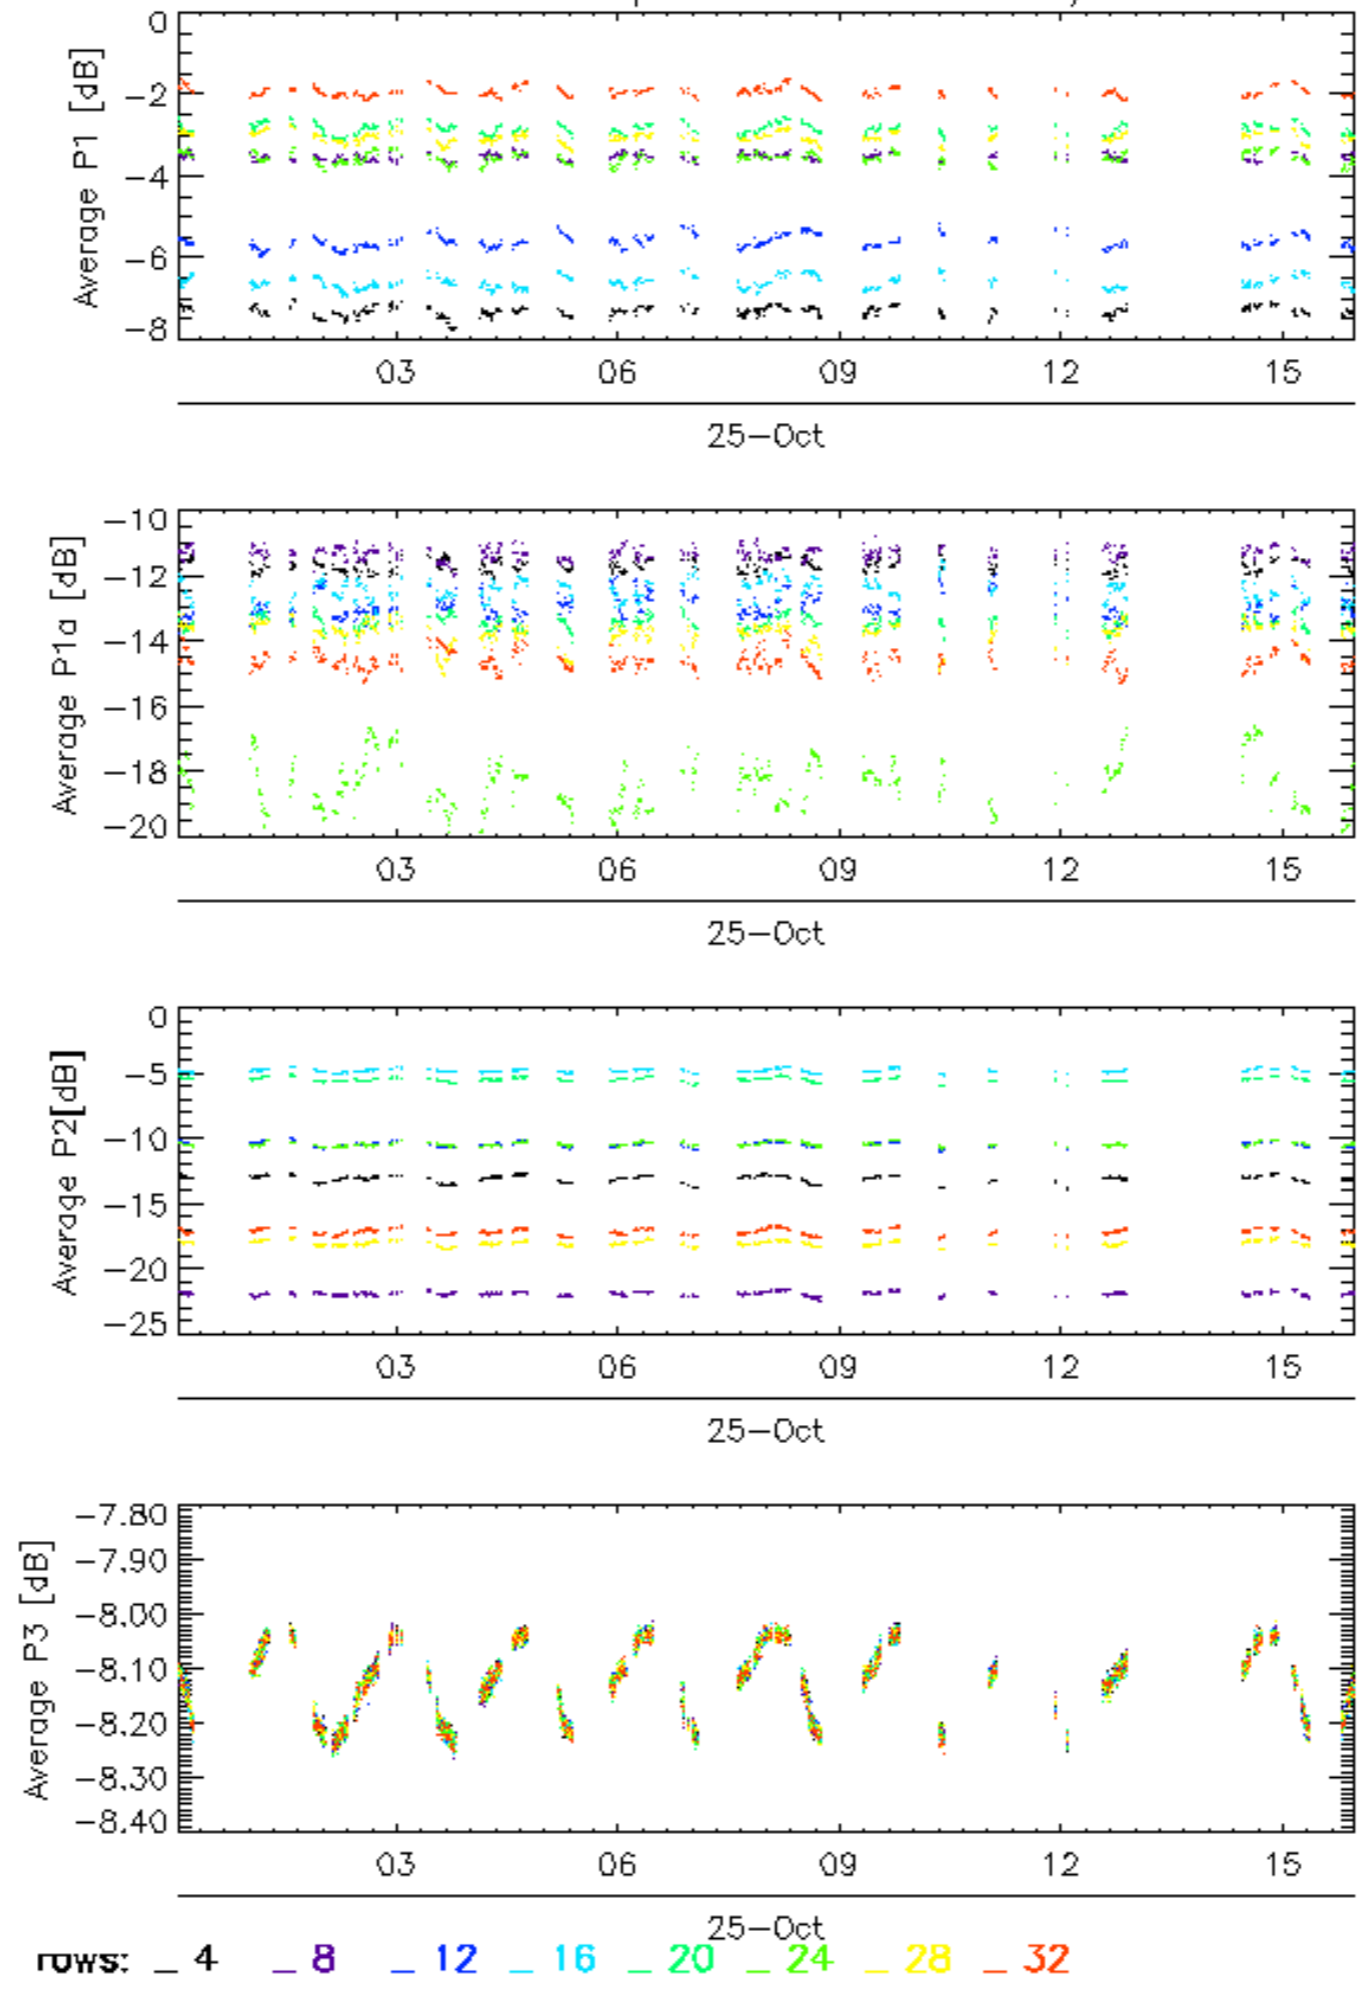 0
-2
-4
-6
-8
Average P1 [dB]
03 06 09 12 15
25-Oct
-10
-12
-14
-16
-18
-20
Average P1a [dB]
03 06 09 12 15
25-Oct
0
-5
-10
-15
-20
-25
Average P2[dB]
03 06 09 12 15
25-Oct
-7.80
-7.90
-8.00
-8.10
-8.20
-8.30
-8.40
Average P3 [dB]
03 06 09 12 15
25-Oct
rows: _ 4 _ 8 _ 12 _ 16 _ 20 _ 24 _ 28 _ 32